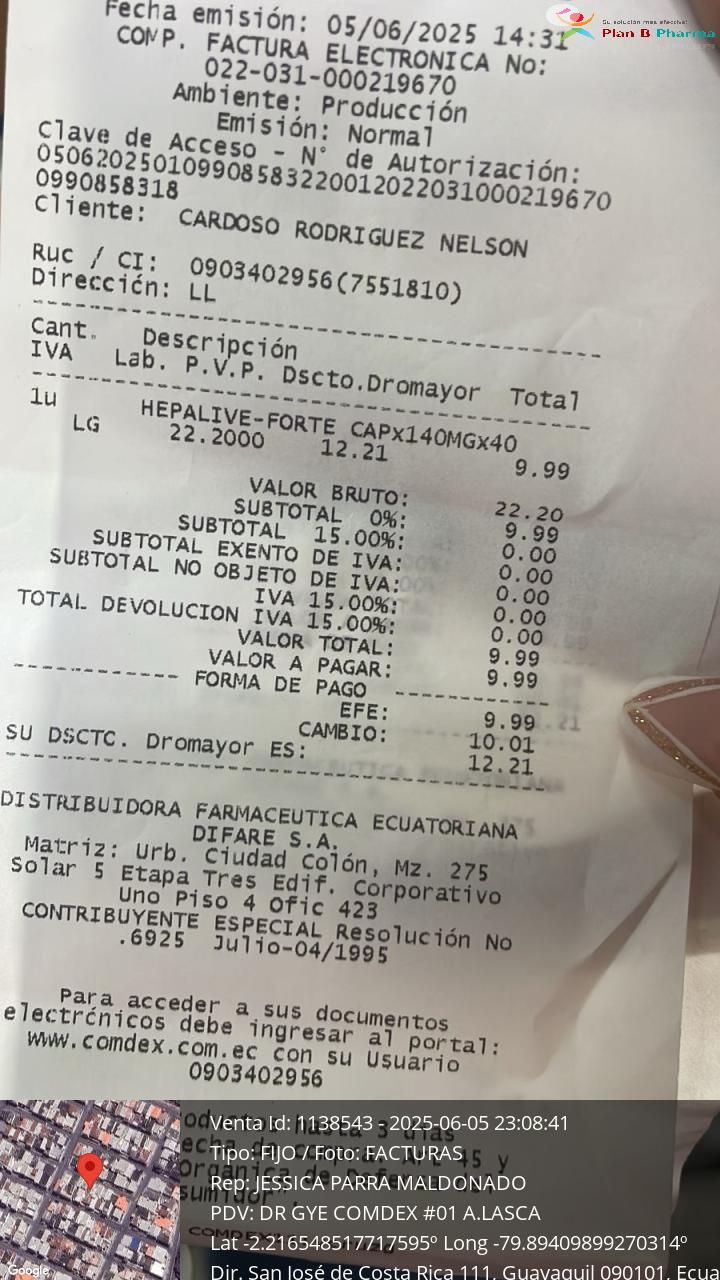 Fecha emisión: 05/06/2025 14:31
Su solución mas efectiva!
Plan B Pharma
COMP. FACTURA ELECTRONICA No:
022-031-000219670
Ambiente: Producción
Emisión: Normal
Clave de Acceso - N° de Autorización:
050620250109908583220012022031000219670
0990858318
Cliente: CARDOSO RODRIGUEZ NELSON
Ruc / CI: 0903402956(7551810)
Dirección: LL
Cant. Descripción
IVA Lab. P.V.P. Dscto.Dromayor Total
1u HEPALIVE-FORTE CAPx140MGx40
LG 22.2000 12.21 9.99
VALOR BRUTO: 22.20
SUBTOTAL 0%: 9.99
SUBTOTAL 15.00%: 0.00
SUBTOTAL EXENTO DE IVA: 0.00
SUBTOTAL NO OBJETO DE IVA: 0.00
IVA 15.00%: 0.00
TOTAL DEVOLUCION IVA 15.00%: 0.00
VALOR TOTAL: 9.99
VALOR A PAGAR: 9.99
FORMA DE PAGO
EFE: 9.99
CAMBIO: 10.01
SU DSCTC. Dromayor ES: 12.21
DISTRIBUIDORA FARMACEUTICA ECUATORIANA
DIFARE S.A.
Matriz: Urb. Ciudad Colón, Mz. 275
Solar 5 Etapa Tres Edif. Corporativo
Uno Piso 4 Ofic 423
CONTRIBUYENTE ESPECIAL Resolución No
.6925 Julio-04/1995
Para acceder a sus documentos
electrónicos debe ingresar al portal:
www.comdex.com.ec con su Usuario
0903402956
Venta Id: 1138543 - 2025-06-05 23:08:41
Tipo: FIJO / Foto: FACTURAS
Rep: JESSICA PARRA MALDONADO
PDV: DR GYE COMDEX #01 A.LASCA
Lat -2.216548517717595º Long -79.89409899270314º
Dir. San José de Costa Rica 111, Guayaquil 090101, Ecua
Google